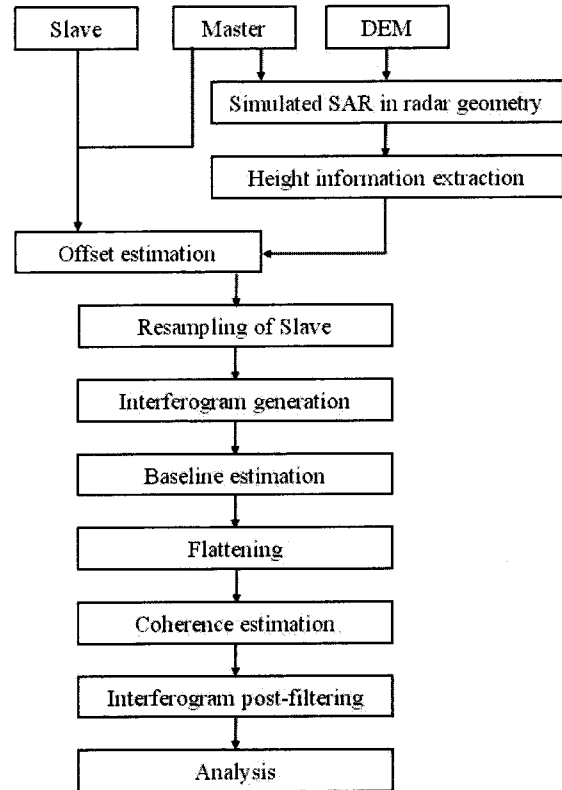 Slave
Master
DEM
Simulated SAR in radar geometry
Height information extraction
Offset estimation
Resampling of Slave
Interferogram generation
Baseline estimation
Flattening
Coherence estimation
Interferogram post-filtering
Analysis